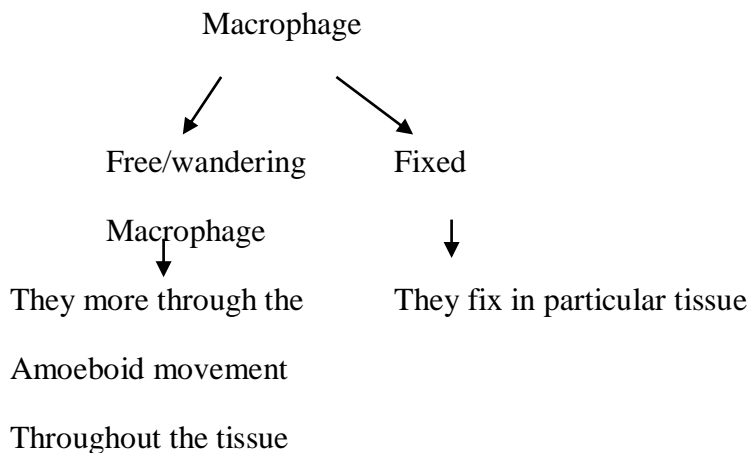 Macrophage
Free/wandering
Macrophage
Fixed
They more through the
Amoeboid movement
Throughout the tissue
They fix in particular tissue